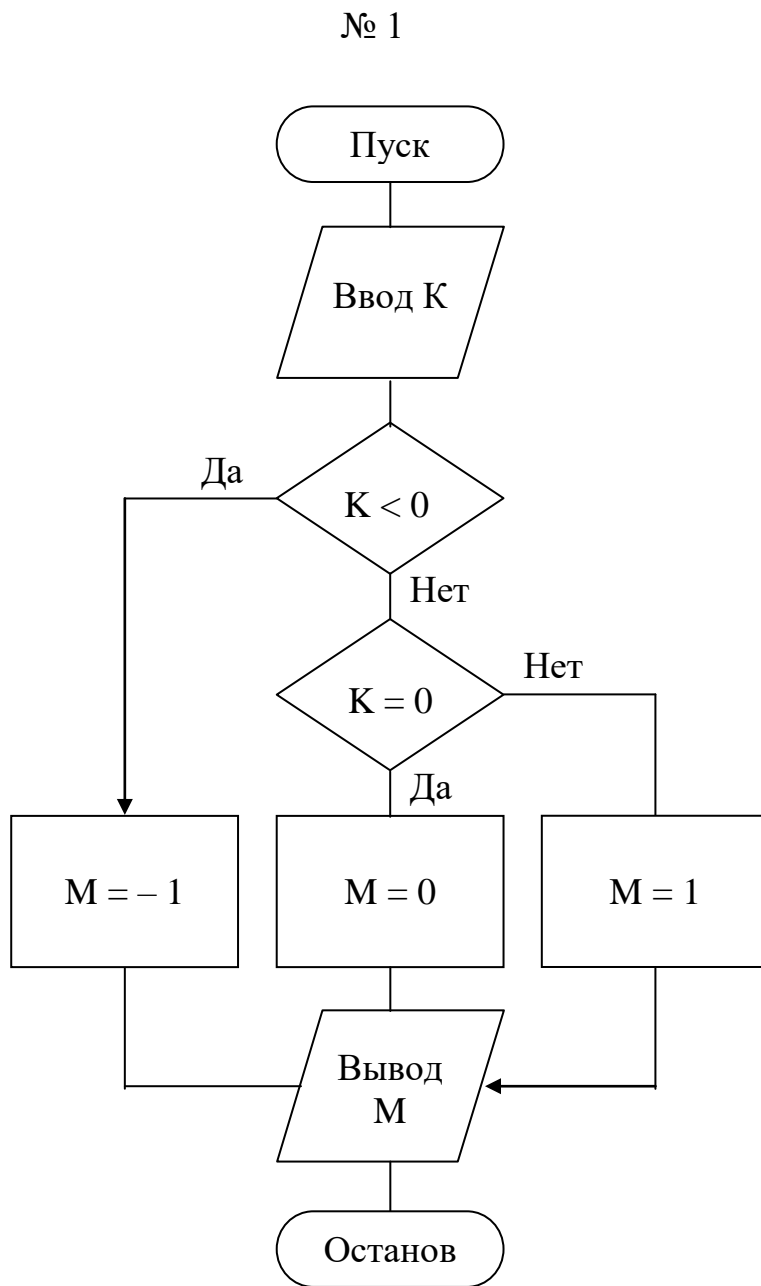 № 1
Пуск
Ввод К
Да
K < 0
Нет
K = 0
Нет
Да
M = – 1
M = 0
M = 1
Вывод
М
Останов